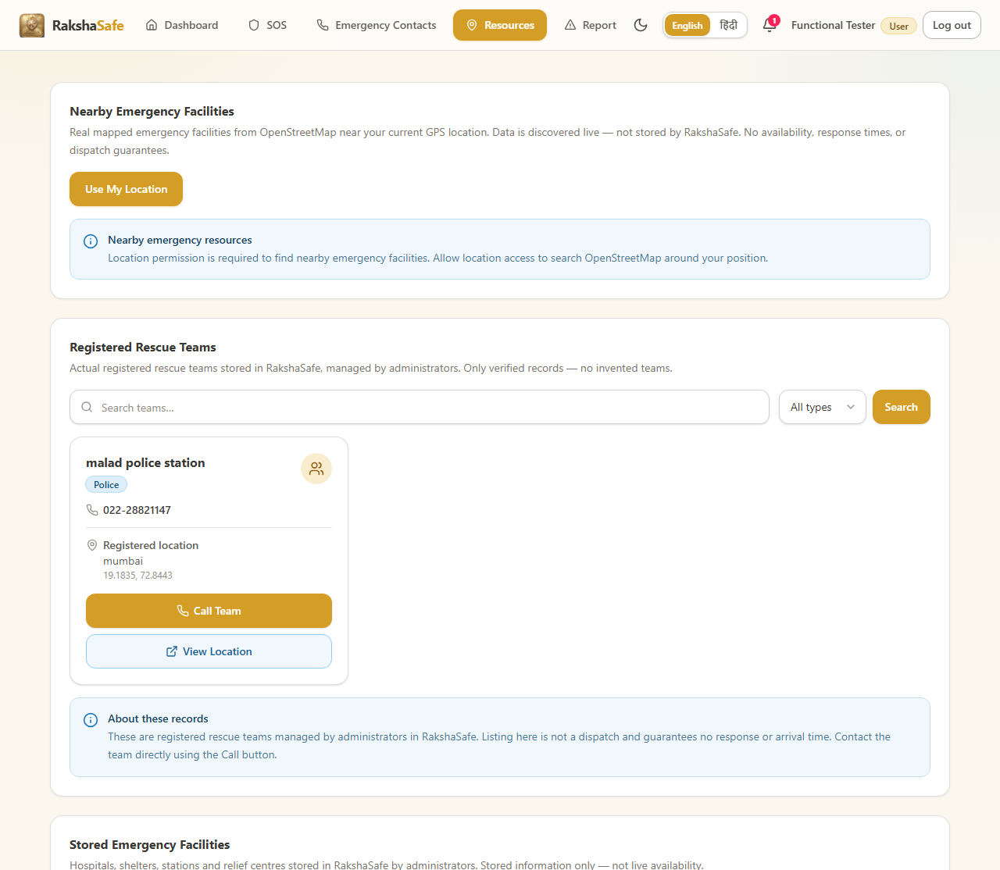 RakshaSafe
Dashboard
SOS
Emergency Contacts
Resources
Report
English
हिंदी
1
Functional Tester
User
Log out
Nearby Emergency Facilities
Real mapped emergency facilities from OpenStreetMap near your current GPS location. Data is discovered live — not stored by RakshaSafe. No availability, response times, or
dispatch guarantees.
Use My Location
Nearby emergency resources
Location permission is required to find nearby emergency facilities. Allow location access to search OpenStreetMap around your position.
Registered Rescue Teams
Actual registered rescue teams stored in RakshaSafe, managed by administrators. Only verified records — no invented teams.
Search teams...
All types
Search
malad police station
Police
022-28821147
Registered location
mumbai
19.1835, 72.8443
Call Team
View Location
About these records
These are registered rescue teams managed by administrators in RakshaSafe. Listing here is not a dispatch and guarantees no response or arrival time. Contact the
team directly using the Call button.
Stored Emergency Facilities
Hospitals, shelters, stations and relief centres stored in RakshaSafe by administrators. Stored information only — not live availability.